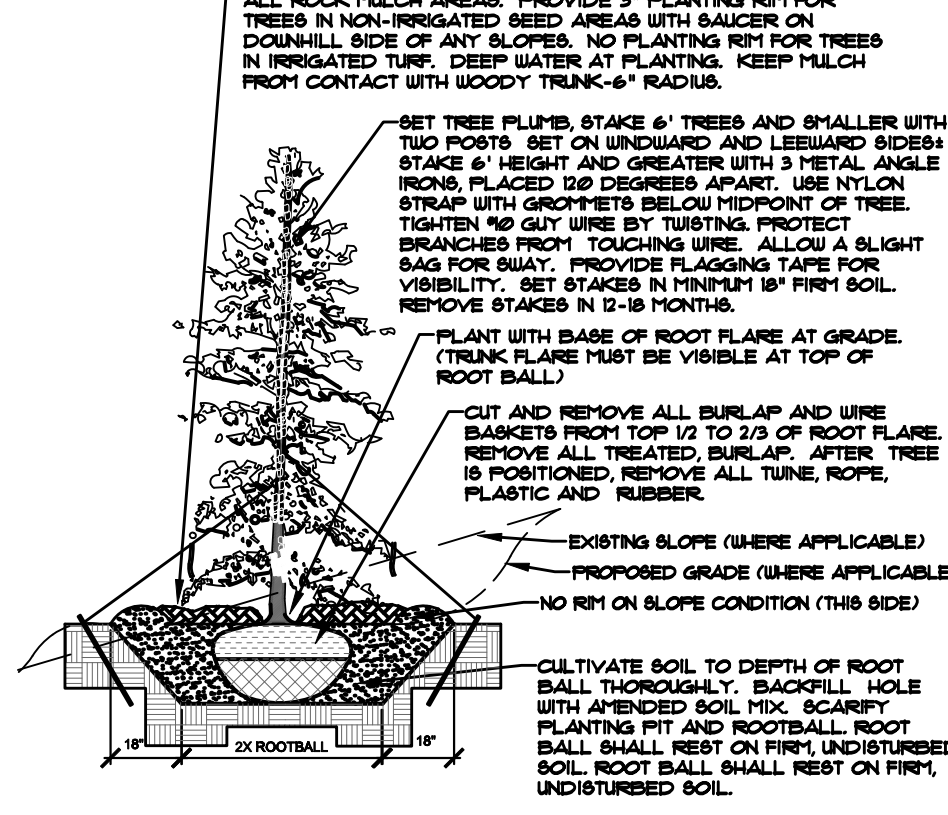 ALL ROCK MULCH AREAS. PROVIDE 3" PLANTING RIM FOR
TREES IN NON-IRRIGATED SEED AREAS WITH SAUCER ON
DOWNHILL SIDE OF ANY SLOPES. NO PLANTING RIM FOR TREES
IN IRRIGATED TURF. DEEP WATER AT PLANTING. KEEP MULCH
FROM CONTACT WITH WOODY TRUNK-6" RADIUS.
SET TREE PLUMB, STAKE 6' TREES AND SMALLER WITH
TWO POSTS SET ON WINDWARD AND LEEWARD SIDES±
STAKE 6' HEIGHT AND GREATER WITH 3 METAL ANGLE
IRONS, PLACED 120 DEGREES APART. USE NYLON
STRAP WITH GROMMETS BELOW MIDPOINT OF TREE.
TIGHTEN #10 GUY WIRE BY TWISTING. PROTECT
BRANCHES FROM TOUCHING WIRE. ALLOW A SLIGHT
SAG FOR SWAY. PROVIDE FLAGGING TAPE FOR
VISIBILITY. SET STAKES IN MINIMUM 18" FIRM SOIL.
REMOVE STAKES IN 12-18 MONTHS.
PLANT WITH BASE OF ROOT FLARE AT GRADE.
(TRUNK FLARE MUST BE VISIBLE AT TOP OF
ROOT BALL)
CUT AND REMOVE ALL BURLAP AND WIRE
BASKETS FROM TOP 1/2 TO 2/3 OF ROOT FLARE.
REMOVE ALL TREATED, BURLAP. AFTER TREE
IS POSITIONED, REMOVE ALL TWINE, ROPE,
PLASTIC AND RUBBER.
EXISTING SLOPE (WHERE APPLICABLE)
PROPOSED GRADE (WHERE APPLICABLE
NO RIM ON SLOPE CONDITION (THIS SIDE)
CULTIVATE SOIL TO DEPTH OF ROOT
BALL THOROUGHLY. BACKFILL HOLE
WITH AMENDED SOIL MIX. SCARIFY
PLANTING PIT AND ROOTBALL. ROOT
BALL SHALL REST ON FIRM, UNDISTURBED
SOIL. ROOT BALL SHALL REST ON FIRM,
UNDISTURBED SOIL.
18" 2X ROOTBALL 18"